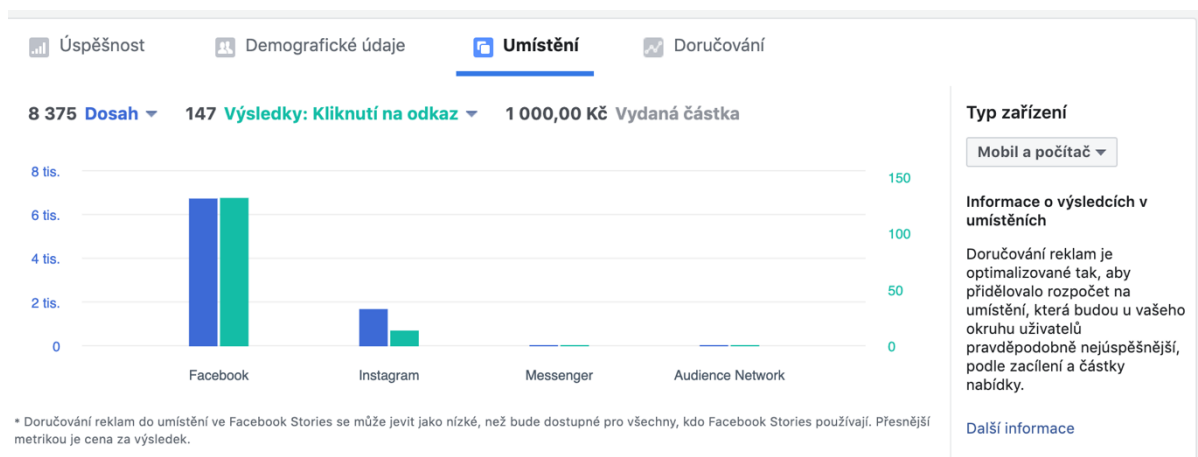 Úspěšnost
Demografické údaje
Umístění
Doručování
8 375 Dosah
147 Výsledky: Kliknutí na odkaz
1 000,00 Kč Vydaná částka
8 tis.
6 tis.
4 tis.
2 tis.
0
150
100
50
0
Facebook
Instagram
Messenger
Audience Network
* Doručování reklam do umístění ve Facebook Stories se může jevit jako nízké, než bude dostupné pro všechny, kdo Facebook Stories používají. Přesnější
metrikou je cena za výsledek.
Typ zařízení
Mobil a počítač
Informace o výsledcích v
umístěních
Doručování reklam je
optimalizované tak, aby
přidělovalo rozpočet na
umístění, která budou u vašeho
okruhu uživatelů
pravděpodobně nejúspěšnější,
podle zacílení a částky
nabídky.
Další informace